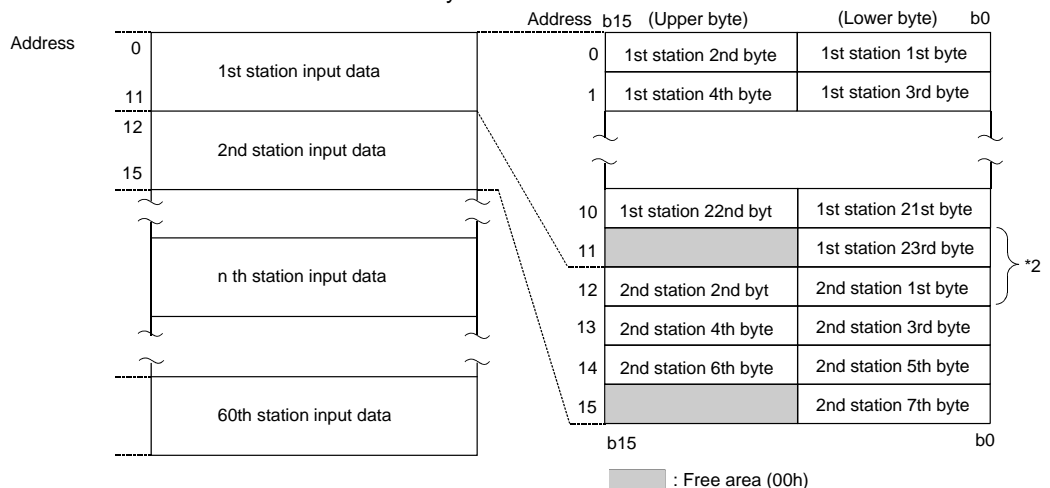 Address b15 (Upper byte) (Lower byte) b0
Address
0
1st station input data
11
12
2nd station input data
15
n th station input data
60th station input data
0 1st station 2nd byte 1st station 1st byte
1 1st station 4th byte 1st station 3rd byte
10 1st station 22nd byt 1st station 21st byte
11 1st station 23rd byte
*2
12 2nd station 2nd byt 2nd station 1st byte
13 2nd station 4th byte 2nd station 3rd byte
14 2nd station 6th byte 2nd station 5th byte
15 2nd station 7th byte
b15 b0
: Free area (00h)